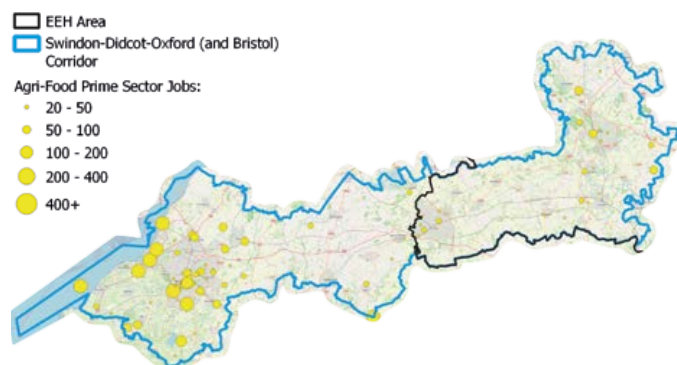 EEH Area
Swindon-Didcot-Oxford (and Bristol)
Corridor
Agri-Food Prime Sector Jobs:
20 - 50
50 - 100
100 - 200
200 - 400
400+